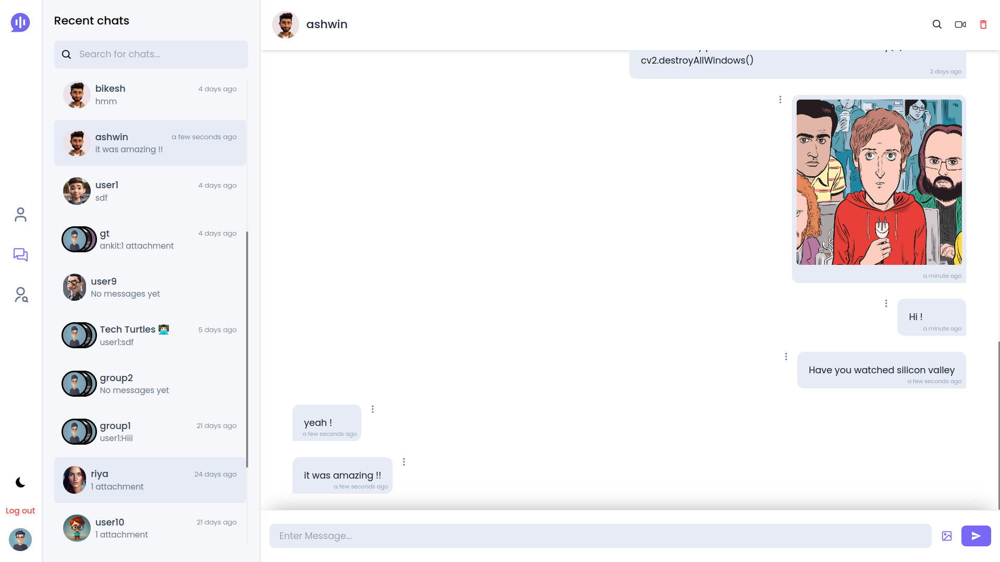 Recent chats
Search for chats...
bikesh
4 days ago
hmm
ashwin
a few seconds ago
it was amazing !!
user1
4 days ago
sdf
gt
4 days ago
ankit:1 attachment
user9
No messages yet
Tech Turtles 👨🏻‍💻
5 days ago
user1:sdf
group2
No messages yet
group1
21 days ago
user1:Hiii
riya
24 days ago
1 attachment
user10
21 days ago
1 attachment
Log out
ashwin
cv2.destroyAllWindows()
2 days ago
a minute ago
Hi !
a minute ago
Have you watched silicon valley
a few seconds ago
yeah !
a few seconds ago
it was amazing !!
a few seconds ago
Enter Message...